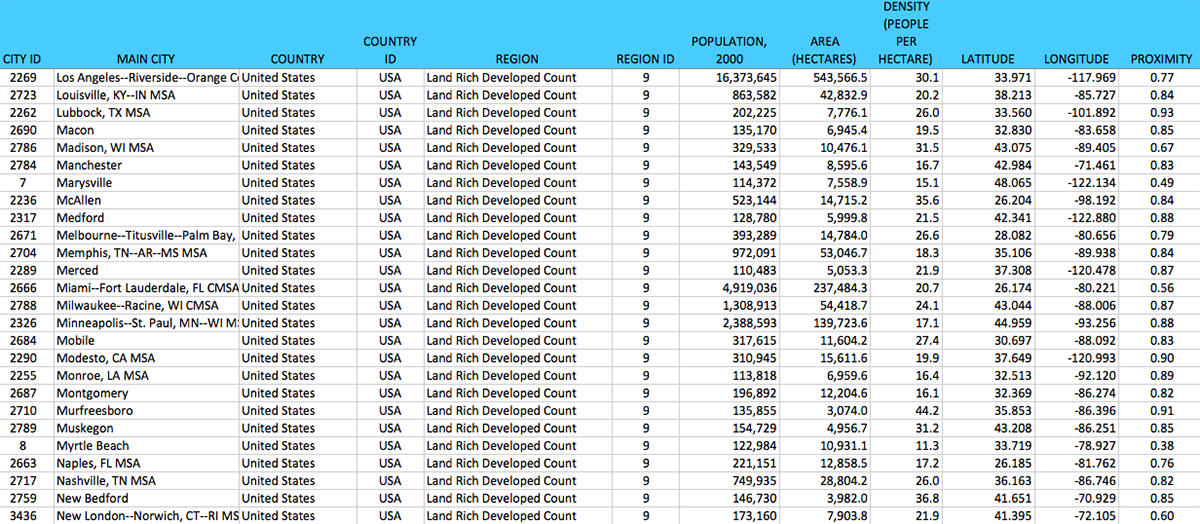 DENSITY
(PEOPLE
COUNTRY POPULATION, AREA PER
CITY ID MAIN CITY COUNTRY ID REGION REGION ID 2000 (HECTARES) HECTARE) LATITUDE LONGITUDE PROXIMITY
2269 Los Angeles--Riverside--Orange C United States USA Land Rich Developed Count 9 16,373,645 543,566.5 30.1 33.971 -117.969 0.77
2723 Louisville, KY--IN MSA United States USA Land Rich Developed Count 9 863,582 42,832.9 20.2 38.213 -85.727 0.84
2262 Lubbock, TX MSA United States USA Land Rich Developed Count 9 202,225 7,776.1 26.0 33.560 -101.892 0.93
2690 Macon United States USA Land Rich Developed Count 9 135,170 6,945.4 19.5 32.830 -83.658 0.85
2786 Madison, WI MSA United States USA Land Rich Developed Count 9 329,533 10,476.1 31.5 43.075 -89.405 0.67
2784 Manchester United States USA Land Rich Developed Count 9 143,549 8,595.6 16.7 42.984 -71.461 0.83
7 Marysville United States USA Land Rich Developed Count 9 114,372 7,558.9 15.1 48.065 -122.134 0.49
2236 McAllen United States USA Land Rich Developed Count 9 523,144 14,715.2 35.6 26.204 -98.192 0.84
2317 Medford United States USA Land Rich Developed Count 9 128,780 5,999.8 21.5 42.341 -122.880 0.88
2671 Melbourne--Titusville--Palm Bay, United States USA Land Rich Developed Count 9 393,289 14,784.0 26.6 28.082 -80.656 0.79
2704 Memphis, TN--AR--MS MSA United States USA Land Rich Developed Count 9 972,091 53,046.7 18.3 35.106 -89.938 0.84
2289 Merced United States USA Land Rich Developed Count 9 110,483 5,053.3 21.9 37.308 -120.478 0.87
2666 Miami--Fort Lauderdale, FL CMSA United States USA Land Rich Developed Count 9 4,919,036 237,484.3 20.7 26.174 -80.221 0.56
2788 Milwaukee--Racine, WI CMSA United States USA Land Rich Developed Count 9 1,308,913 54,418.7 24.1 43.044 -88.006 0.87
2326 Minneapolis--St. Paul, MN--WI M United States USA Land Rich Developed Count 9 2,388,593 139,723.6 17.1 44.959 -93.256 0.88
2684 Mobile United States USA Land Rich Developed Count 9 317,615 11,604.2 27.4 30.697 -88.092 0.83
2290 Modesto, CA MSA United States USA Land Rich Developed Count 9 310,945 15,611.6 19.9 37.649 -120.993 0.90
2255 Monroe, LA MSA United States USA Land Rich Developed Count 9 113,818 6,959.6 16.4 32.513 -92.120 0.89
2687 Montgomery United States USA Land Rich Developed Count 9 196,892 12,204.6 16.1 32.369 -86.274 0.82
2710 Murfreesboro United States USA Land Rich Developed Count 9 135,855 3,074.0 44.2 35.853 -86.396 0.91
2789 Muskegon United States USA Land Rich Developed Count 9 154,729 4,956.7 31.2 43.208 -86.251 0.85
8 Myrtle Beach United States USA Land Rich Developed Count 9 122,984 10,931.1 11.3 33.719 -78.927 0.38
2663 Naples, FL MSA United States USA Land Rich Developed Count 9 221,151 12,858.5 17.2 26.185 -81.762 0.76
2717 Nashville, TN MSA United States USA Land Rich Developed Count 9 749,935 28,804.2 26.0 36.163 -86.746 0.82
2759 New Bedford United States USA Land Rich Developed Count 9 146,730 3,982.0 36.8 41.651 -70.929 0.85
3436 New London--Norwich, CT--RI MS United States USA Land Rich Developed Count 9 173,160 7,903.8 21.9 41.395 -72.105 0.60